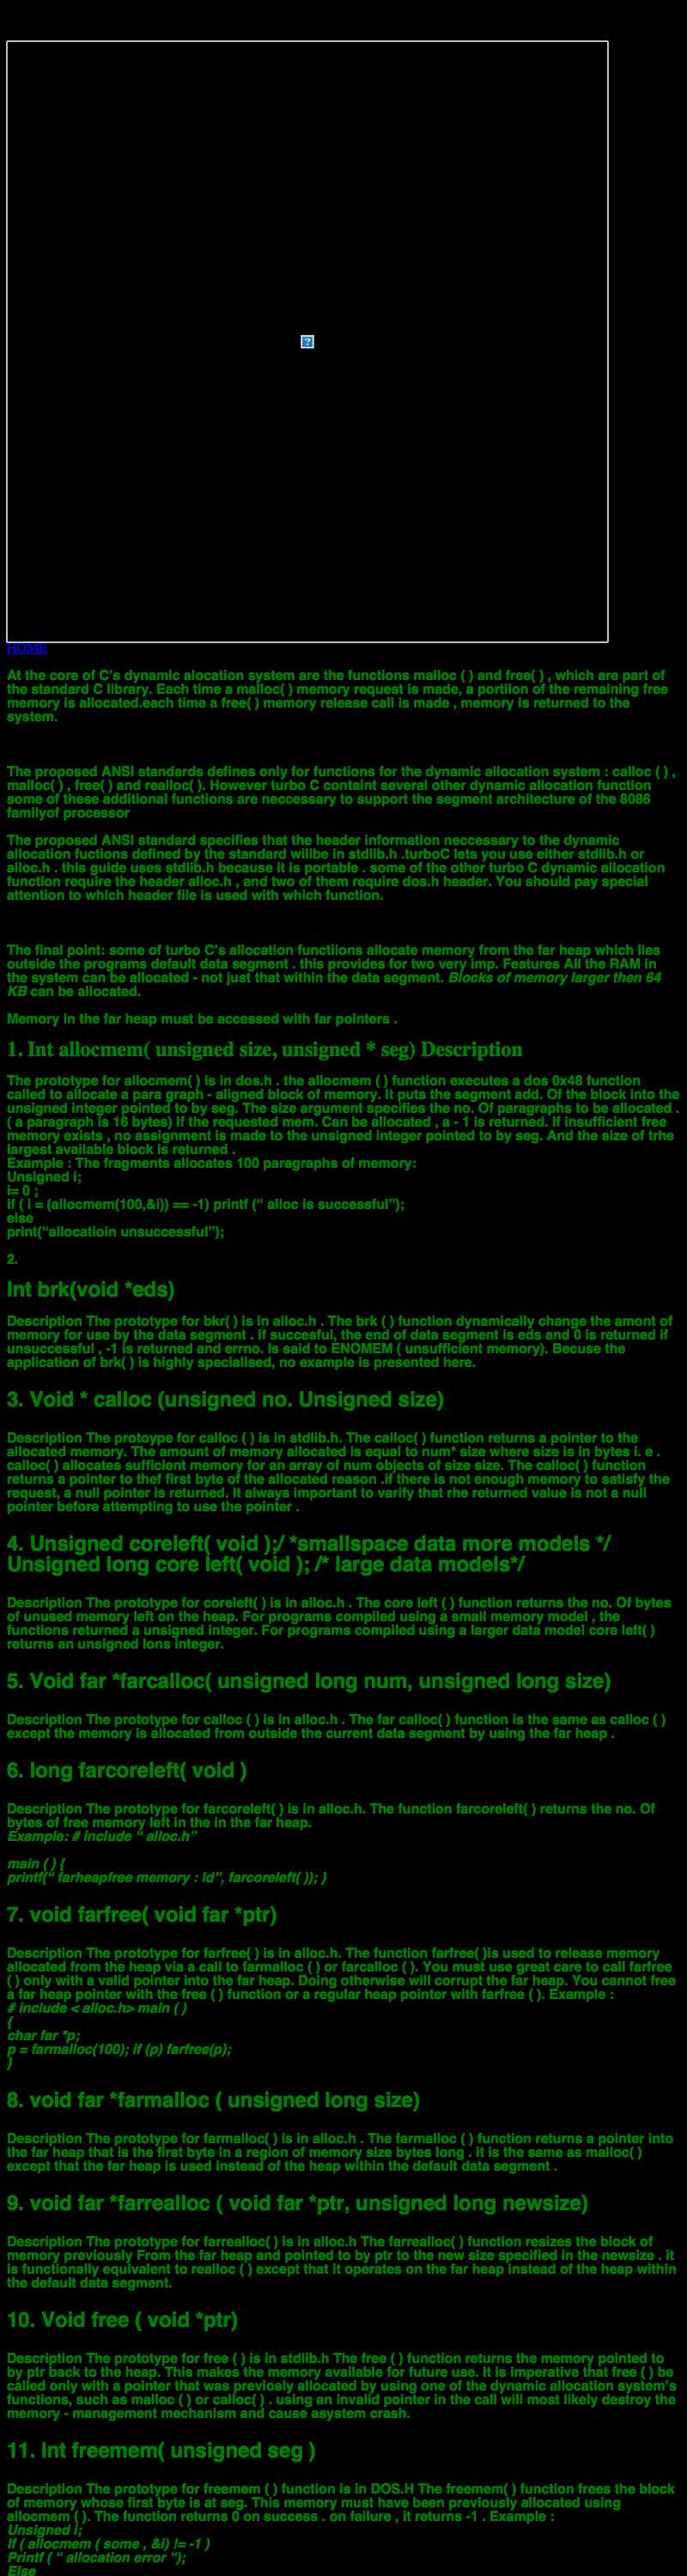 HOME
At the core of C's dynamic alocation system are the functions malloc ( ) and free( ) , which are part of
the standard C library. Each time a malloc( ) memory request is made, a portiion of the remaining free
memory is allocated.each time a free( ) memory release call is made , memory is returned to the
system.
The proposed ANSI standards defines only for functions for the dynamic allocation system : calloc ( ) ,
malloc( ) , free( ) and realloc( ). However turbo C containt several other dynamic allocation function
some of these additional functions are neccessary to support the segment architecture of the 8086
familyof processor
The proposed ANSI standard specifies that the header information neccessary to the dynamic
allocation fuctions defined by the standard willbe in stdlib.h .turboC lets you use either stdlib.h or
alloc.h . this guide uses stdlib.h because it is portable . some of the other turbo C dynamic allocation
function require the header alloc.h , and two of them require dos.h header. You should pay special
attention to which header file is used with which function.
The final point: some of turbo C's allocation functiions allocate memory from the far heap which lies
outside the programs default data segment . this provides for two very imp. Features All the RAM in
the system can be allocated - not just that within the data segment. Blocks of memory larger then 64
KB can be allocated.
Memory in the far heap must be accessed with far pointers .
1. Int allocmem( unsigned size, unsigned * seg) Description
The prototype for allocmem( ) is in dos.h . the allocmem ( ) function executes a dos 0x48 function
called to allocate a para graph - aligned block of memory. It puts the segment add. Of the block into the
unsigned integer pointed to by seg. The size argument specifies the no. Of paragraphs to be allocated .
( a paragraph is 16 bytes) If the requested mem. Can be allocated , a - 1 is returned. If insufficient free
memory exists , no assignment is made to the unsigned integer pointed to by seg. And the size of trhe
largest available block is returned .
Example : The fragments allocates 100 paragraphs of memory:
Unsigned i;
i= 0 ;
if ( i = (allocmem(100,&i)) == -1) printf (“ alloc is successful”);
else
print(“allocatioin unsuccessful”);
2.
Int brk(void *eds)
Description The prototype for bkr( ) is in alloc.h . The brk ( ) function dynamically change the amont of
memory for use by the data segment . if succesful, the end of data segment is eds and 0 is returned if
unsuccessful , -1 is returned and errno. Is said to ENOMEM ( unsufficient memory). Becuse the
application of brk( ) is highly specialised, no example is presented here.
3. Void * calloc (unsigned no. Unsigned size)
Description The protoype for calloc ( ) is in stdlib.h. The calloc( ) function returns a pointer to the
allocated memory. The amount of memory allocated is equal to num* size where size is in bytes i. e .
calloc( ) allocates sufficient memory for an array of num objects of size size. The calloc( ) function
returns a pointer to thef first byte of the allocated reason .if there is not enough memory to satisfy the
request, a null pointer is returned. It always important to varify that rhe returned value is not a null
pointer before attempting to use the pointer .
4. Unsigned coreleft( void );/ *smallspace data more models */
Unsigned long core left( void ); /* large data models*/
Description The prototype for coreleft( ) is in alloc.h . The core left ( ) function returns the no. Of bytes
of unused memory left on the heap. For programs compiled using a small memory model , the
functions returned a unsigned integer. For programs compiled using a larger data model core left( )
returns an unsigned lons integer.
5. Void far *farcalloc( unsigned long num, unsigned long size)
Description The prototype for calloc ( ) is in alloc.h . The far calloc( ) function is the same as calloc ( )
except the memory is allocated from outside the current data segment by using the far heap .
6. long farcoreleft( void )
Description The prototype for farcoreleft( ) is in alloc.h. The function farcoreleft( ) returns the no. Of
bytes of free memory left in the in the far heap.
Example: # include “ alloc.h”
main ( ) {
printf(“ farheapfree memory : ld”, farcoreleft( )); }
7. void farfree( void far *ptr)
Description The prototype for farfree( ) is in alloc.h. The function farfree( )is used to release memory
allocated from the heap via a call to farmalloc ( ) or farcalloc ( ). You must use great care to call farfree
( ) only with a valid pointer into the far heap. Doing otherwise will corrupt the far heap. You cannot free
a far heap pointer with the free ( ) function or a regular heap pointer with farfree ( ). Example :
# include < alloc.h> main ( )
{
char far *p;
p = farmalloc(100); if (p) farfree(p);
}
8. void far *farmalloc ( unsigned long size)
Description The prototype for farmalloc( ) is in alloc.h . The farmalloc ( ) function returns a pointer into
the far heap that is the first byte in a region of memory size bytes long . It is the same as malloc( )
except that the far heap is used instead of the heap within the default data segment .
9. void far *farrealloc ( void far *ptr, unsigned long newsize)
Description The prototype for farrealloc( ) is in alloc.h The farrealloc( ) function resizes the block of
memory previously From the far heap and pointed to by ptr to the new size specified in the newsize . it
is functionally equivalent to realloc ( ) except that it operates on the far heap instead of the heap within
the default data segment.
10. Void free ( void *ptr)
Description The prototype for free ( ) is in stdlib.h The free ( ) function returns the memory pointed to
by ptr back to the heap. This makes the memory available for future use. It is imperative that free ( ) be
called only with a pointer that was previosly allocated by using one of the dynamic allocation system's
functions, such as malloc ( ) or calloc( ) . using an invalid pointer in the call will most likely destroy the
memory - management mechanism and cause asystem crash.
11. Int freemem( unsigned seg )
Description The prototype for freemem ( ) function is in DOS.H The freemem( ) function frees the block
of memory whose first byte is at seg. This memory must have been previously allocated using
allocmem ( ). The function returns 0 on success . on failure , it returns -1 . Example :
Unsigned i;
If ( allocmem ( some , &i) != -1 )
Printf ( “ allocation error “);
Else